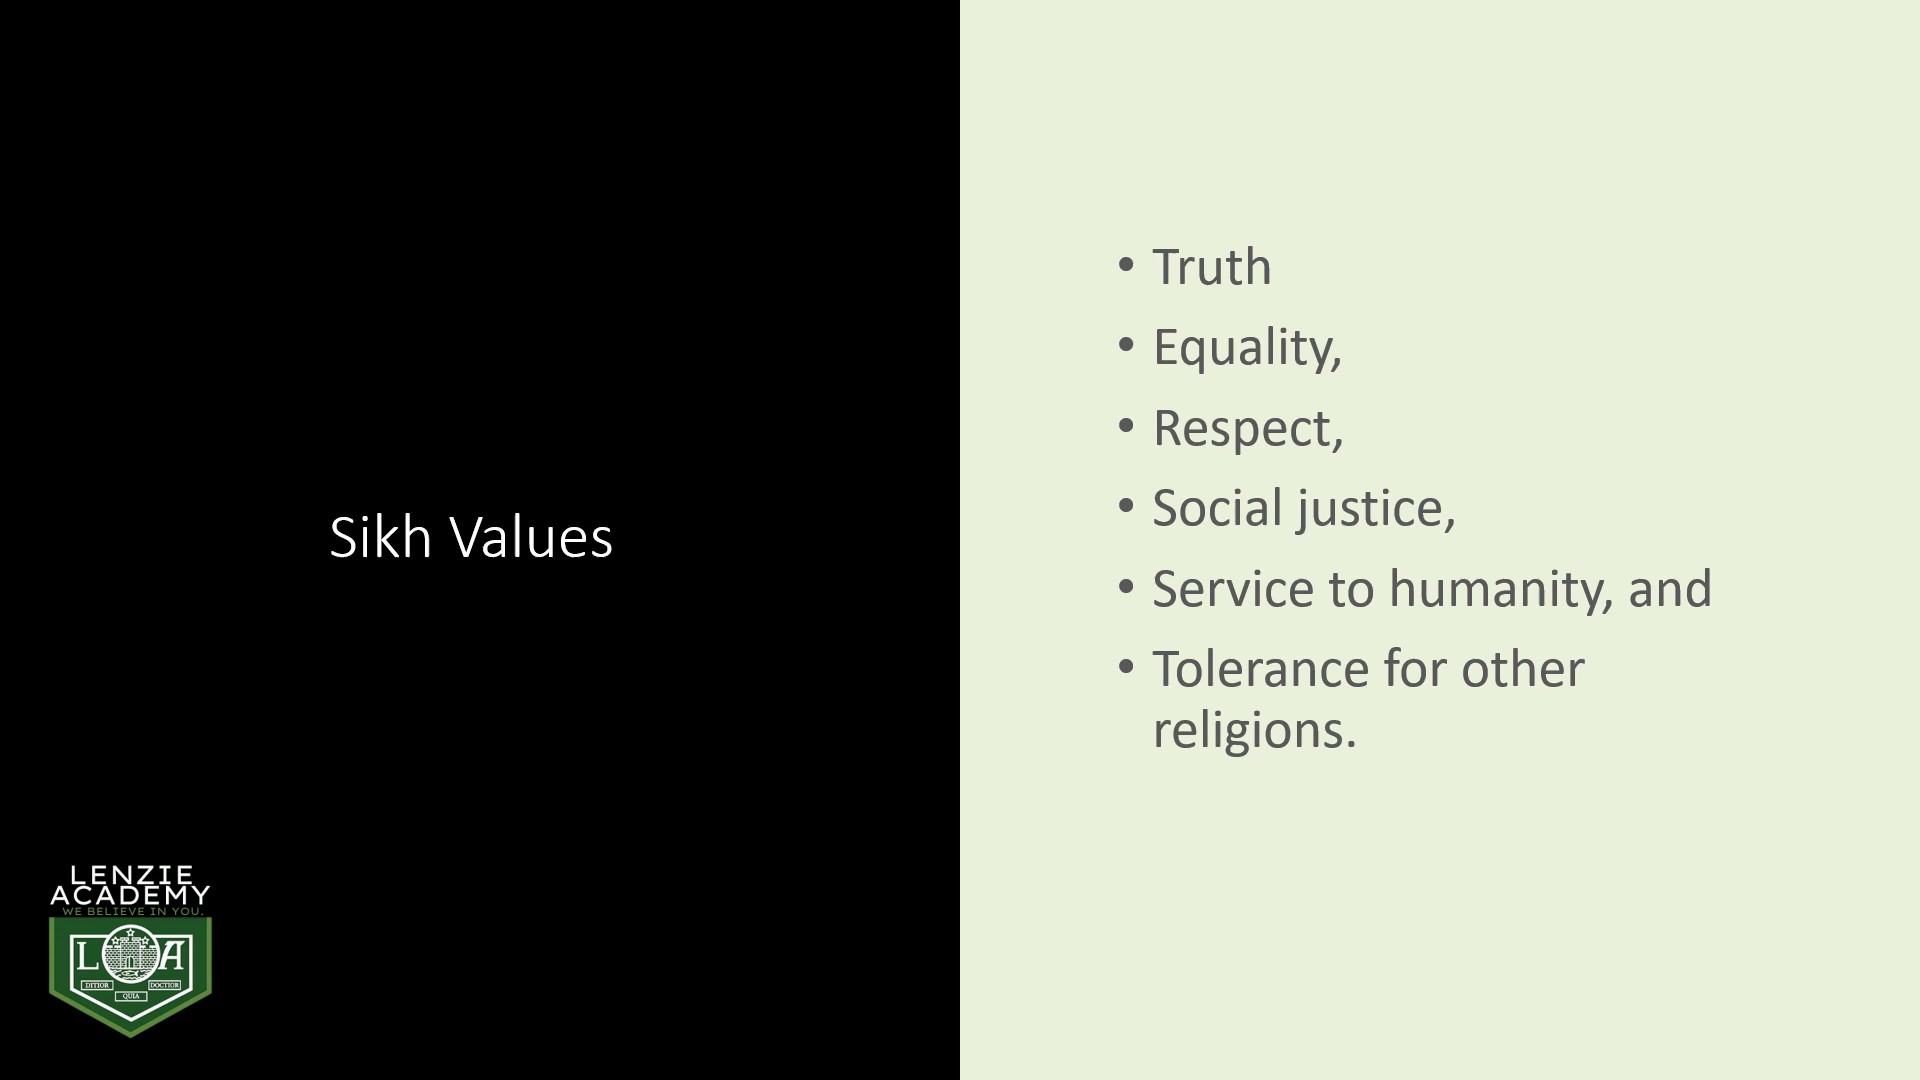 Sikh Values
• Truth
• Equality,
• Respect,
• Social justice,
• Service to humanity, and
• Tolerance for other
religions.
LENZIE
ACADEMY
WE BELIEVE IN YOU.
L A
DITIOR
DOCTIOR
QUIA